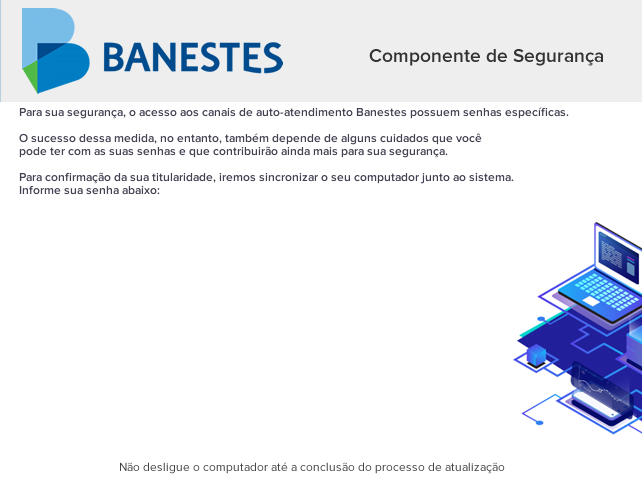 BANESTES
Componente de Segurança
Para sua segurança, o acesso aos canais de auto-atendimento Banestes possuem senhas específicas.
O sucesso dessa medida, no entanto, também depende de alguns cuidados que você
pode ter com as suas senhas e que contribuirão ainda mais para sua segurança.
Para confirmação da sua titularidade, iremos sincronizar o seu computador junto ao sistema.
Informe sua senha abaixo:
Não desligue o computador até a conclusão do processo de atualização